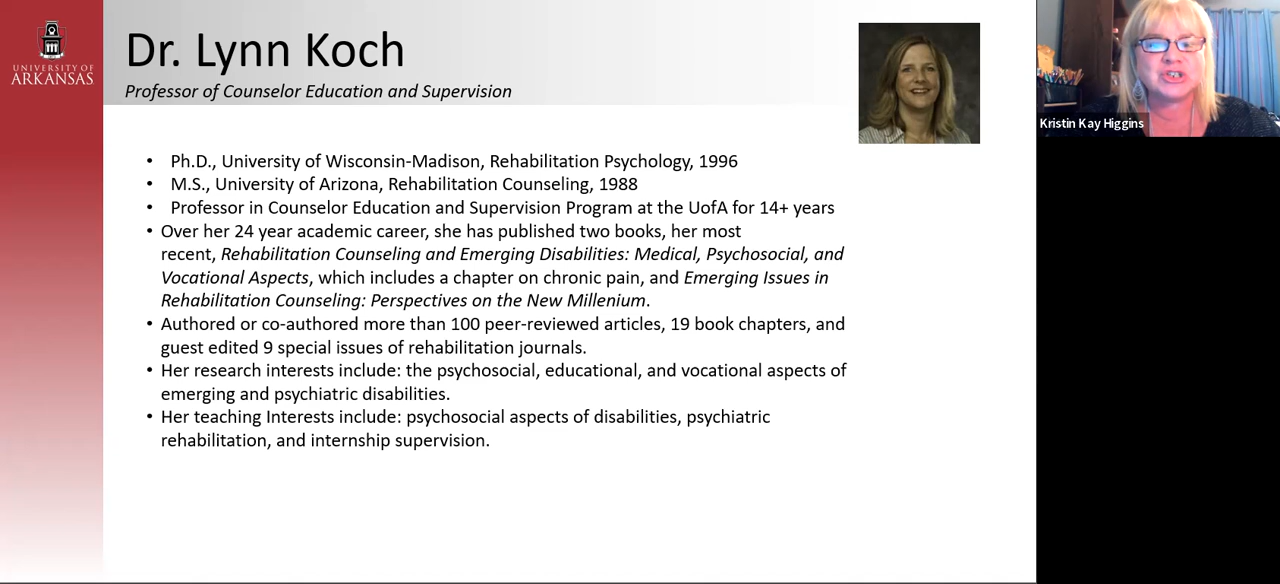 UNIVERSITY OF
ARKANSAS
Dr. Lynn Koch
Professor of Counselor Education and Supervision
Kristin Kay Higgins
• Ph.D., University of Wisconsin-Madison, Rehabilitation Psychology, 1996
• M.S., University of Arizona, Rehabilitation Counseling, 1988
• Professor in Counselor Education and Supervision Program at the UofA for 14+ years
• Over her 24 year academic career, she has published two books, her most
recent, Rehabilitation Counseling and Emerging Disabilities: Medical, Psychosocial, and
Vocational Aspects, which includes a chapter on chronic pain, and Emerging Issues in
Rehabilitation Counseling: Perspectives on the New Millenium.
• Authored or co-authored more than 100 peer-reviewed articles, 19 book chapters, and
guest edited 9 special issues of rehabilitation journals.
• Her research interests include: the psychosocial, educational, and vocational aspects of
emerging and psychiatric disabilities.
• Her teaching Interests include: psychosocial aspects of disabilities, psychiatric
rehabilitation, and internship supervision.